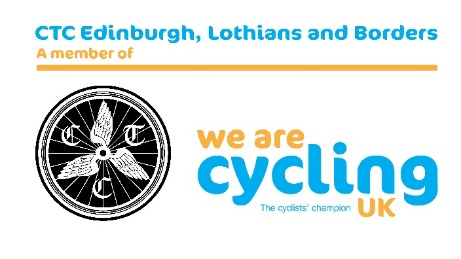 CTC Edinburgh, Lothians and Borders
A member of
C T
C
we are
cycling
The cyclists' champion UK